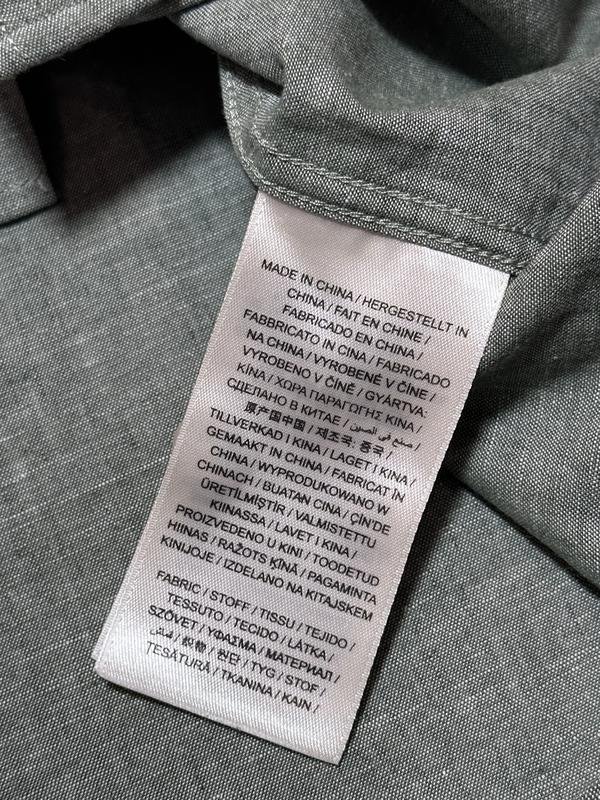 MADE IN CHINA / HERGESTELLT IN
CHINA / FAIT EN CHINE /
FABRICADO EN CHINA /
FABBRICATO IN CINA / FABRICADO
NA CHINA / VYROBENÉ V ČÍNE /
VYROBENO V ČÍNĚ / GYÁRTVA:
KÍNA / ΧΩΡΑ ΠΑΡΑΓΩΓΗΣ ΚΙΝΑ /
СДЕЛАНО В КИТАЕ / صنع في الصين /
原产国中国 / 제조국: 중국 /
TILLVERKAD I KINA / LAGET I KINA /
GEMAAKT IN CHINA / FABRICAT ÎN
CHINA / WYPRODUKOWANO W
CHINACH / BUATAN CINA / ÇİN'DE
ÜRETİLMİŞTİR / VALMISTETTU
KIINASSA / LAVET I KINA /
PROIZVEDENO U KINI / TOODETUD
HIINAS / RAŽOTS ĶĪNĀ / PAGAMINTA
KINIJOJE / IZDELANO NA KITAJSKEM
FABRIC / STOFF / TISSU / TEJIDO /
TESSUTO / TECIDO / LÁTKA /
SZÖVET / ΥΦΑΣΜΑ / МАТЕРИАЛ /
قماش / 织物 / 원단 / TYG / STOF /
ŢESĂTURĂ / TKANINA / KAIN /